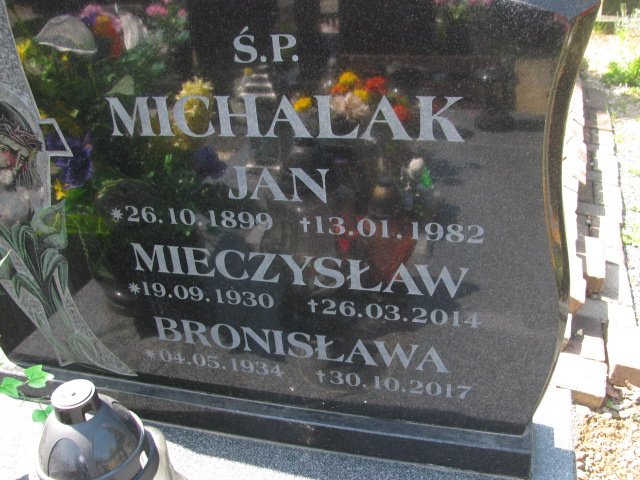 Ś.P.
MICHALAK
JAN
*26.10.1899 †13.01.1982
MIECZYSŁAW
*19.09.1930 †26.03.2014
BRONISŁAWA
*04.05.1934 †30.10.2017